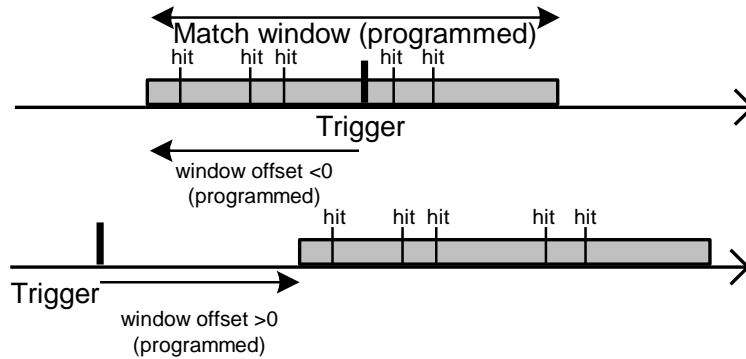 Match window (programmed)
hit hit hit hit hit
Trigger
window offset <0
(programmed)
hit hit hit hit hit
Trigger
window offset >0
(programmed)